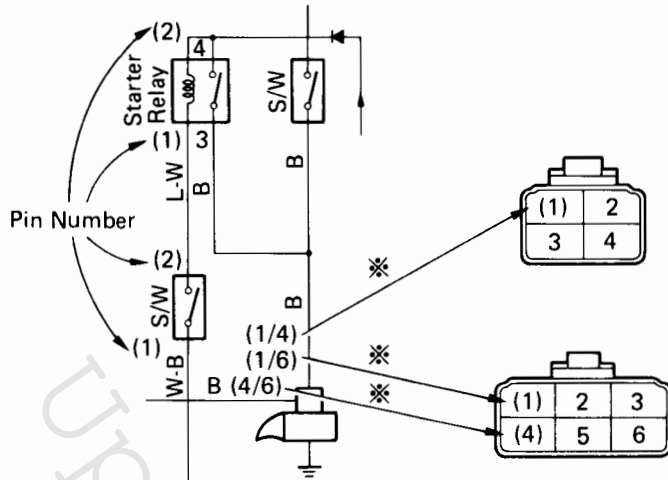 (2)
4
Starter
Relay
S/W
(1)
3
L-W
B
B
Pin Number
(2)
S/W
(1)
W-B
B
※
(1/4)
(1/6)
※
B (4/6)
※
(1) 2
3 4
(1) 2 3
(4) 5 6
Up